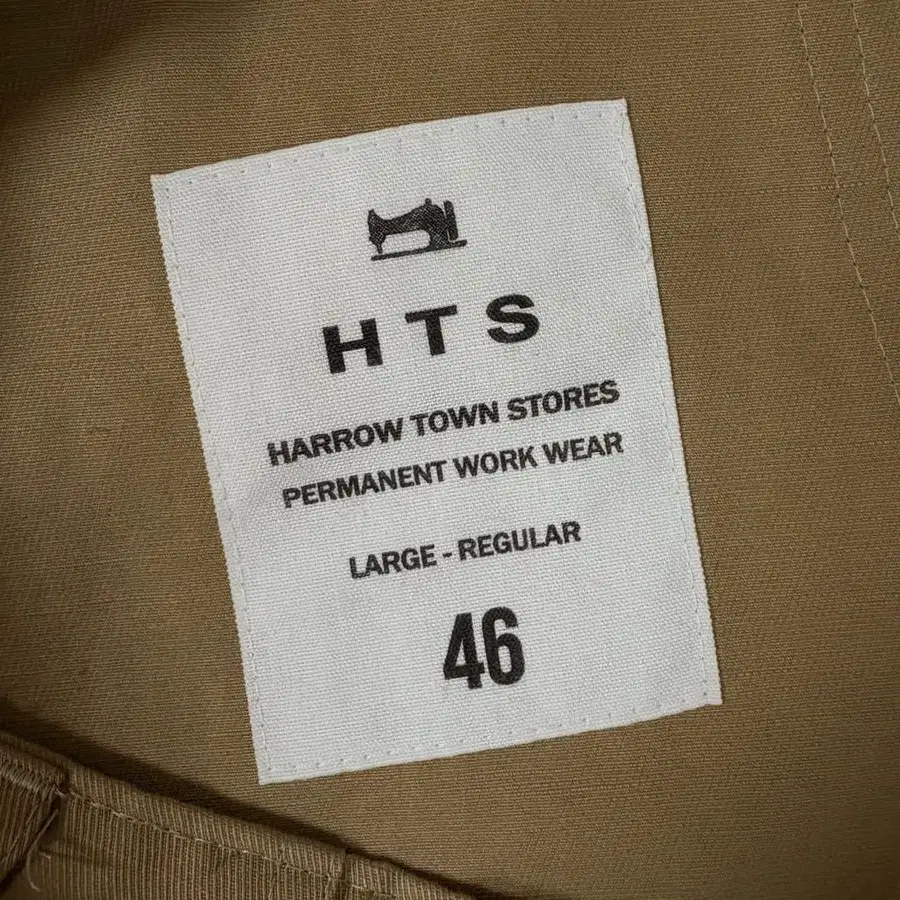 HTS
HARROW TOWN STORES
PERMANENT WORK WEAR
LARGE - REGULAR
46